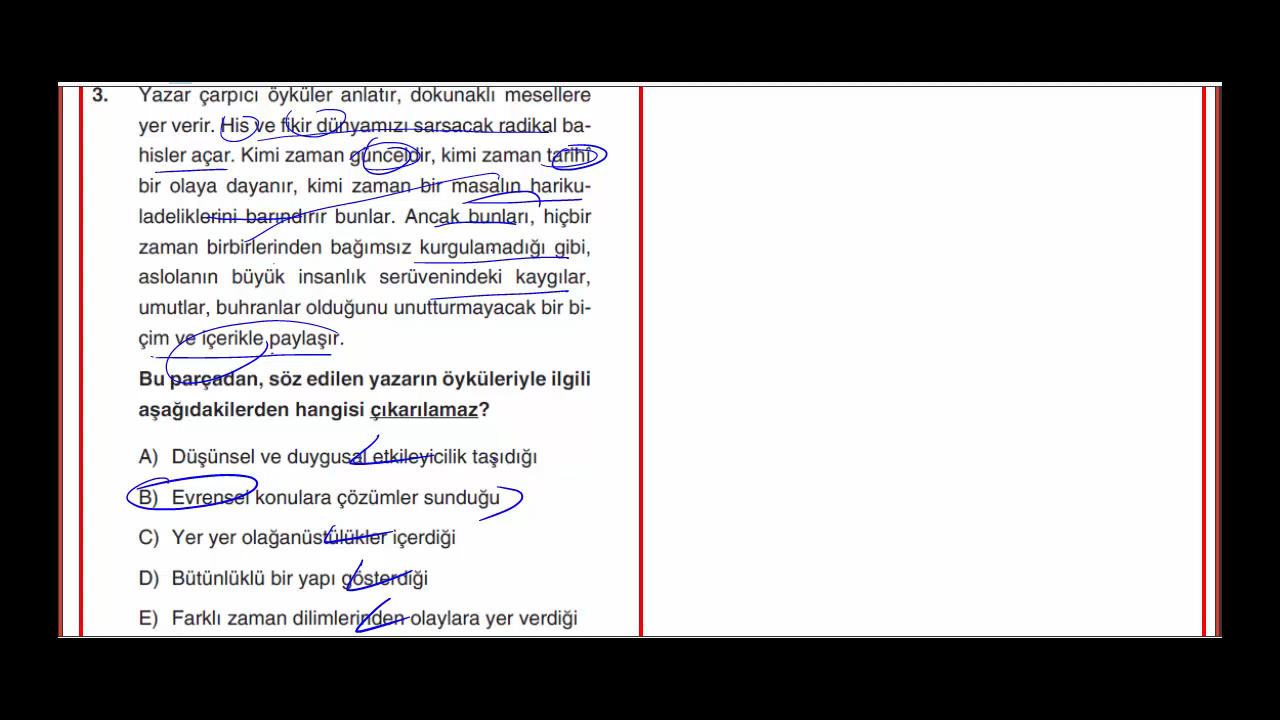 3. Yazar çarpıcı öyküler anlatır, dokunaklı mesellere
yer verir. His ve fikir dünyamızı sarsacak radikal ba-
hisler açar. Kimi zaman günceldir, kimi zaman tarihî
bir olaya dayanır, kimi zaman bir masalın hariku-
ladeliklerini barındırır bunlar. Ancak bunları, hiçbir
zaman birbirlerinden bağımsız kurgulamadığı gibi,
aslolanın büyük insanlık serüvenindeki kaygılar,
umutlar, buhranlar olduğunu unutturmayacak bir bi-
çim ve içerikle paylaşır.
Bu parçadan, söz edilen yazarın öyküleriyle ilgili
aşağıdakilerden hangisi çıkarılamaz?
A) Düşünsel ve duygusal etkileyicilik taşıdığı
B) Evrensel konulara çözümler sunduğu
C) Yer yer olağanüstülükler içerdiği
D) Bütünlüklü bir yapı gösterdiği
E) Farklı zaman dilimlerinden olaylara yer verdiği